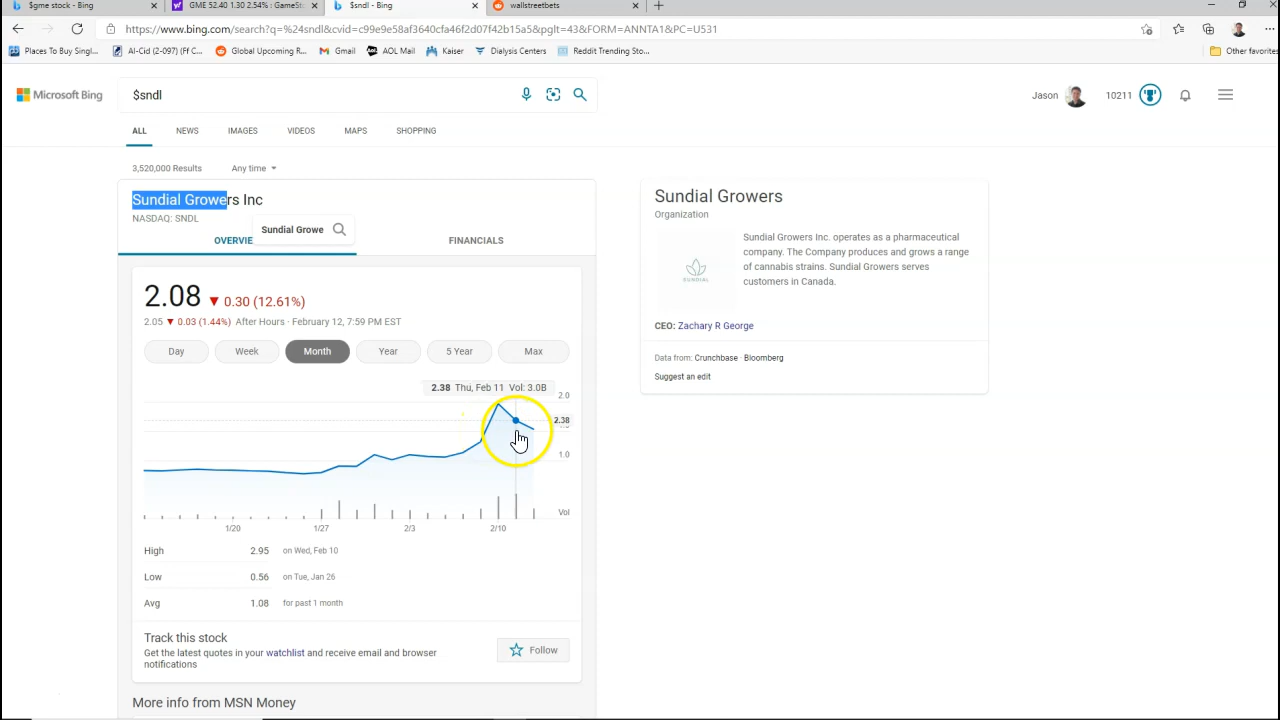 $gme stock - Bing
GME 52.40 1.30 2.54% : GameSt
$sndl - Bing
wallstreetbets
https://www.bing.com/search?q=%24sndl&cvid=c99e9e58af3640cfa46f2d07f42b15a5&pglt=43&FORM=ANNTA1&PC=U531
Places To Buy Singl...
Al-Cid (2-097) (Ff C...
Global Upcoming R...
Gmail
AOL Mail
Kaiser
Dialysis Centers
Reddit Trending Sto...
Other favorites
Microsoft Bing
$sndl
Jason
10211
ALL
NEWS
IMAGES
VIDEOS
MAPS
SHOPPING
3,520,000 Results
Any time
Sundial Growers Inc
NASDAQ: SNDL
Sundial Growe
OVERVIE
FINANCIALS
2.08 ▼ 0.30 (12.61%)
2.05 ▼ 0.03 (1.44%) After Hours · February 12, 7:59 PM EST
Day
Week
Month
Year
5 Year
Max
2.38 Thu, Feb 11 Vol: 3.0B
2.0
2.38
1.0
Vol
1/20
1/27
2/3
2/10
High 2.95 on Wed, Feb 10
Low 0.56 on Tue, Jan 26
Avg 1.08 for past 1 month
Track this stock
Get the latest quotes in your watchlist and receive email and browser
notifications
Follow
More info from MSN Money
Sundial Growers
Organization
SUNDIAL
Sundial Growers Inc. operates as a pharmaceutical
company. The Company produces and grows a range
of cannabis strains. Sundial Growers serves
customers in Canada.
CEO: Zachary R George
Data from: Crunchbase · Bloomberg
Suggest an edit